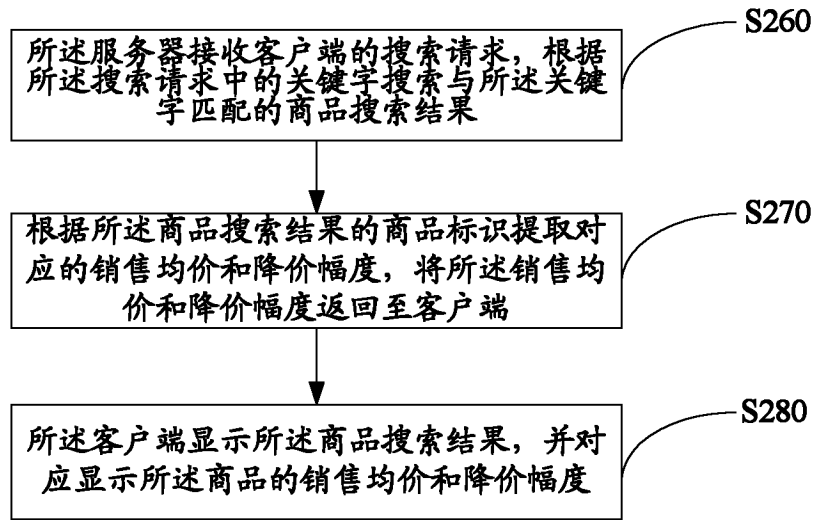 S260
所述服务器接收客户端的搜索请求，根据
所述搜索请求中的关键字搜索与所述关键
字匹配的商品搜索结果
S270
根据所述商品搜索结果的商品标识提取对
应的销售均价和降价幅度，将所述销售均
价和降价幅度返回至客户端
S280
所述客户端显示所述商品搜索结果，并对
应显示所述商品的销售均价和降价幅度